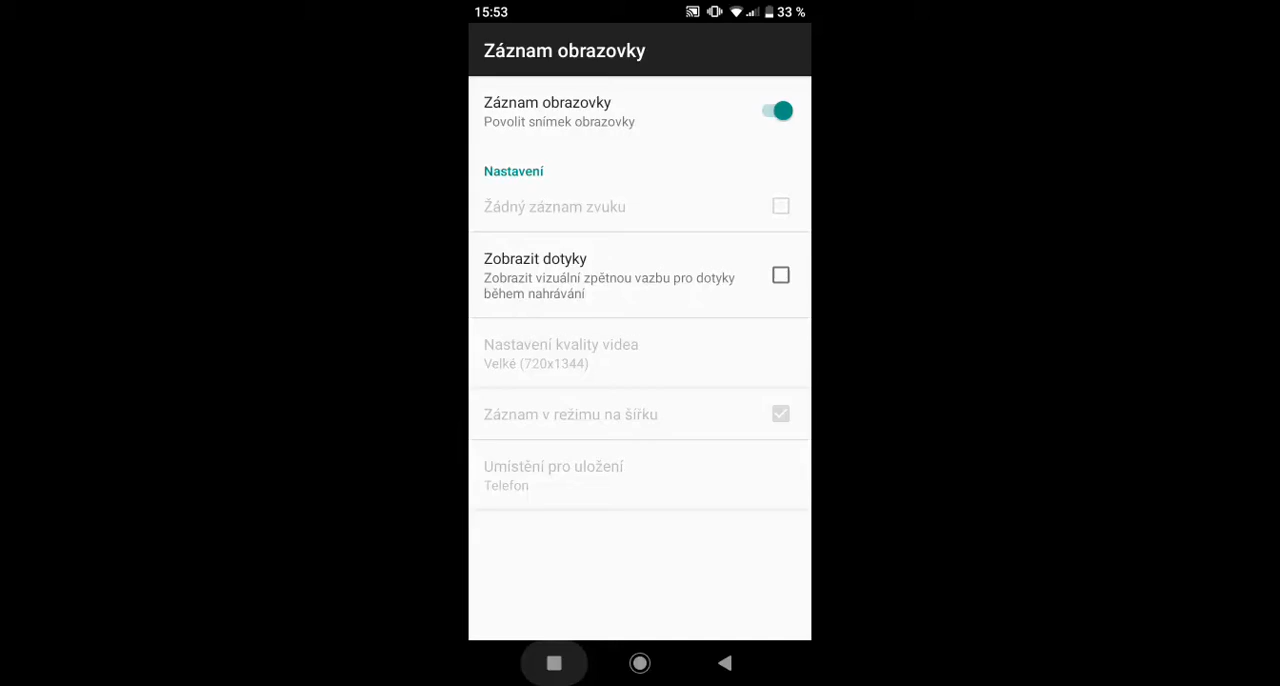 15:53
33 %
Záznam obrazovky
Záznam obrazovky
Povolit snímek obrazovky
Nastavení
Žádný záznam zvuku
Zobrazit dotyky
Zobrazit vizuální zpětnou vazbu pro dotyky
během nahrávání
Nastavení kvality videa
Velké (720x1344)
Záznam v režimu na šířku
Umístění pro uložení
Telefon